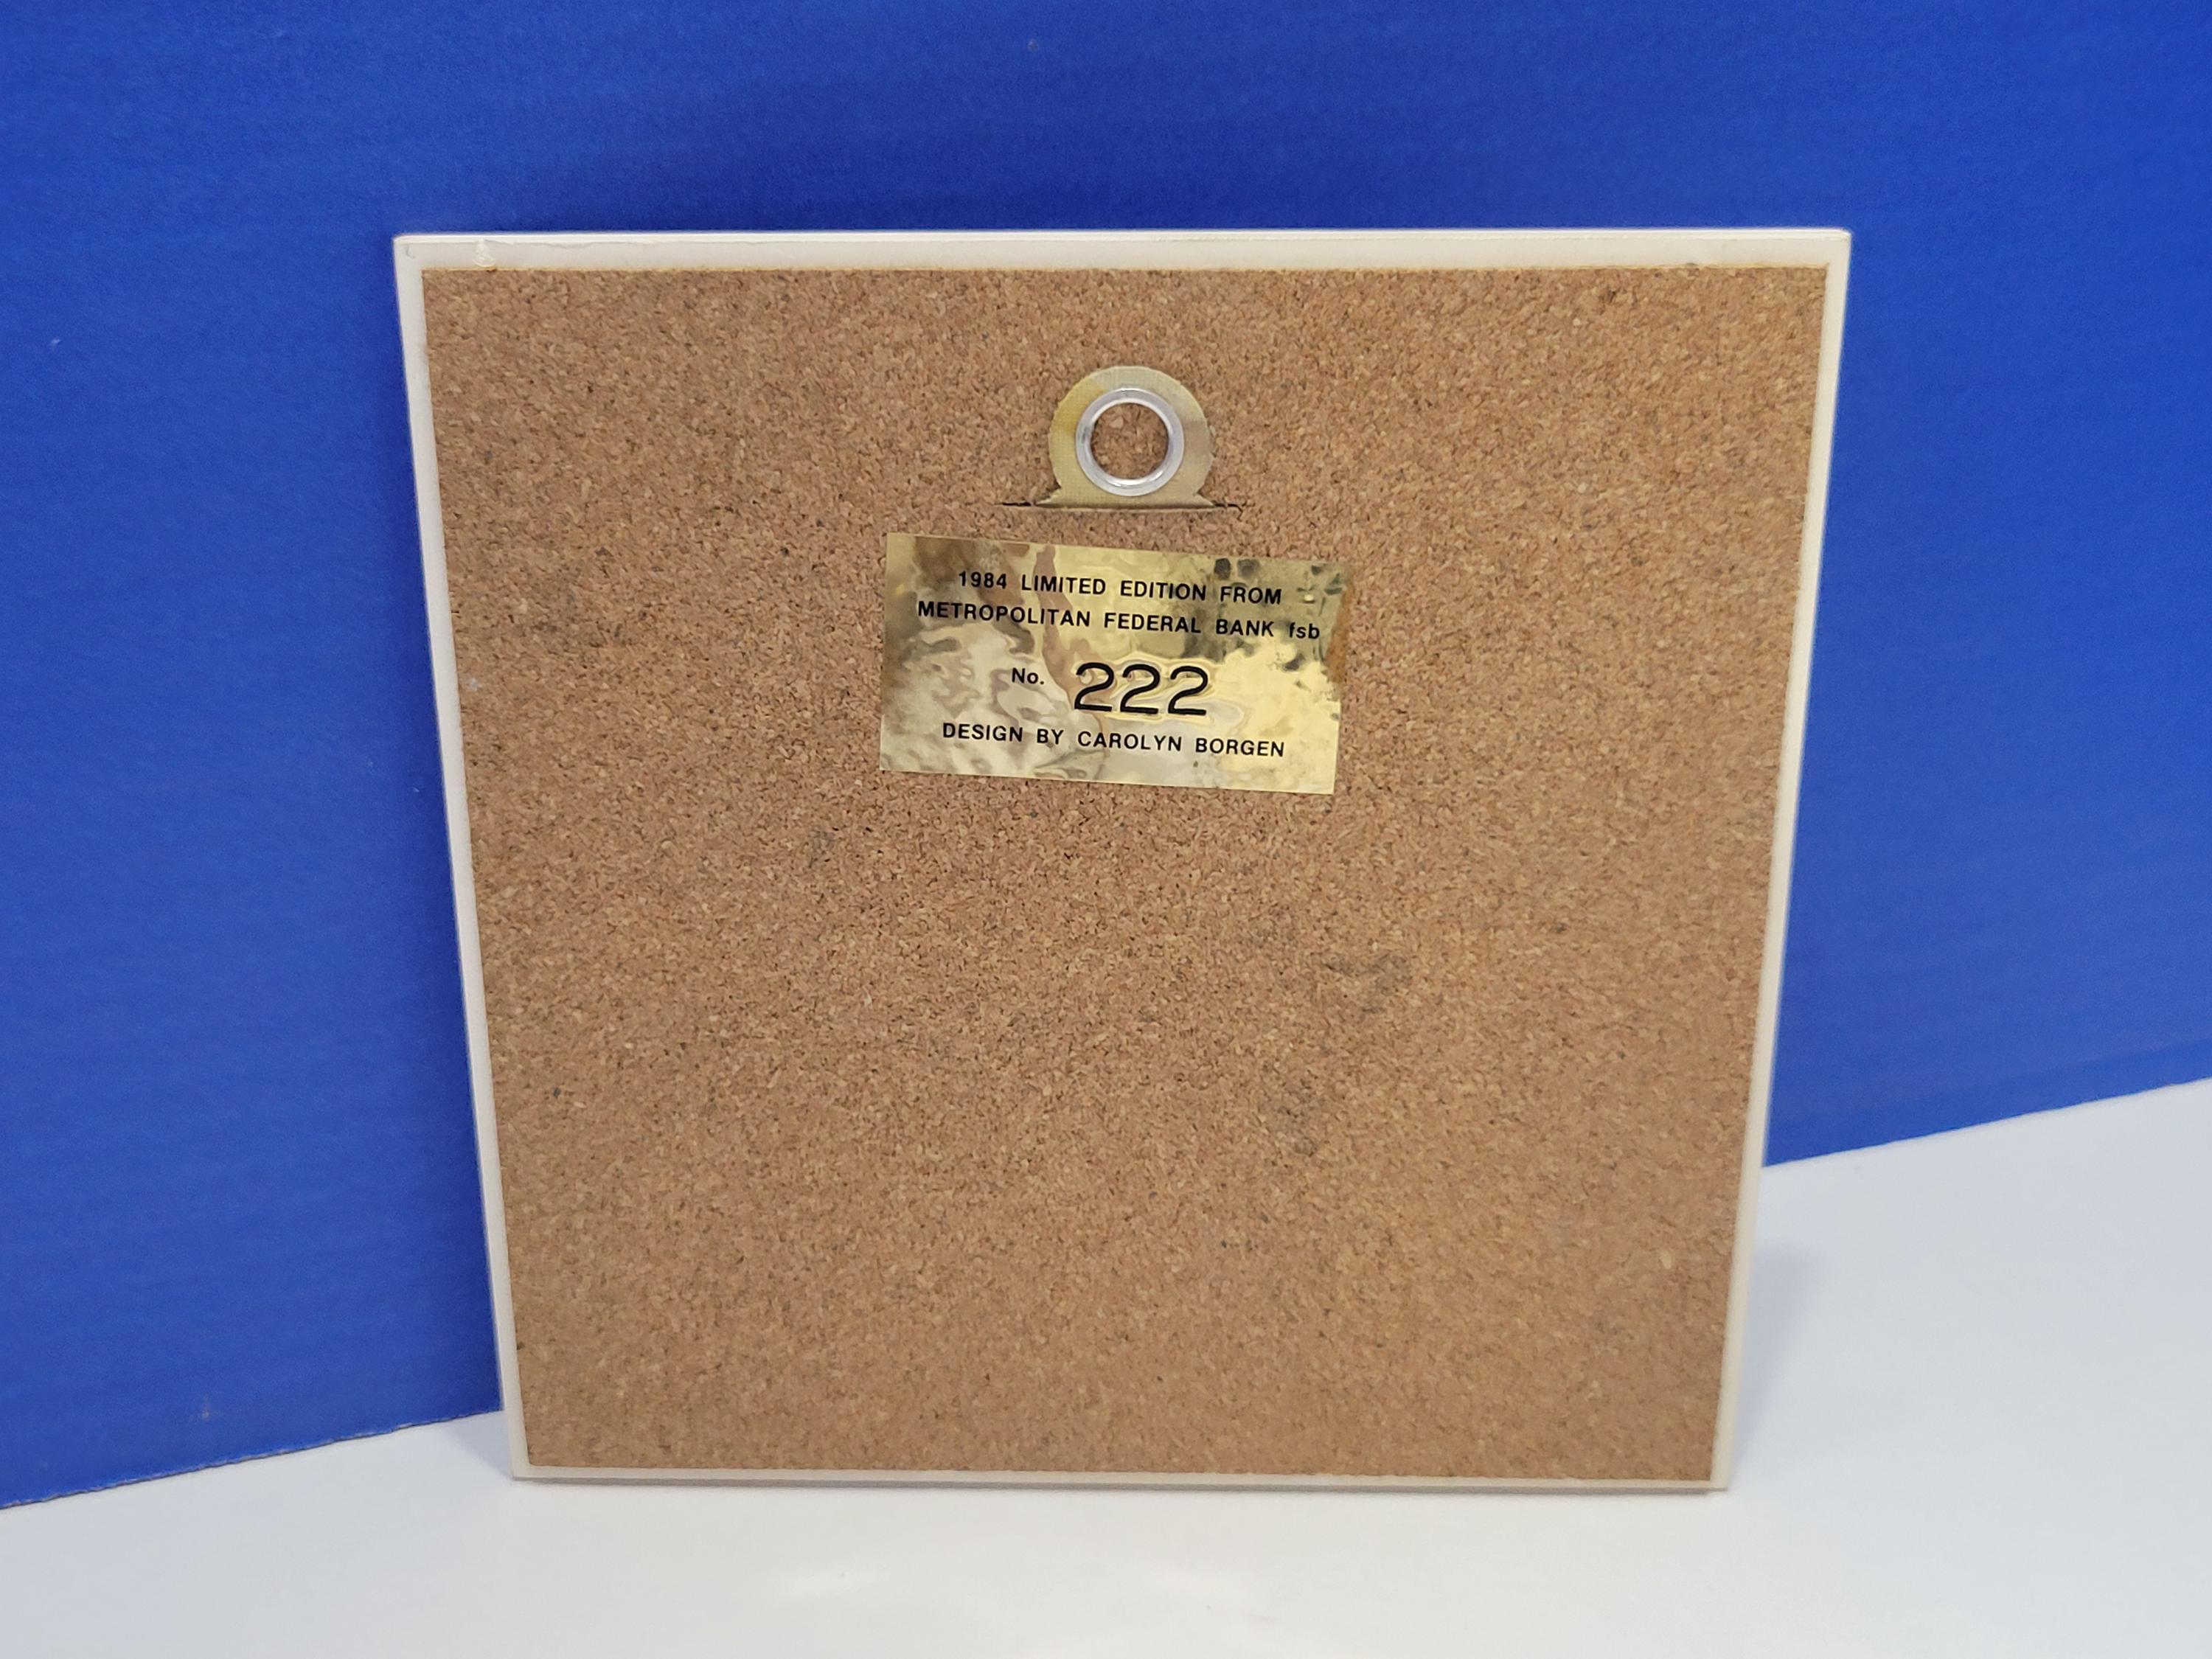 1984 LIMITED EDITION FROM
METROPOLITAN FEDERAL BANK fsb
No. 222
DESIGN BY CAROLYN BORGEN